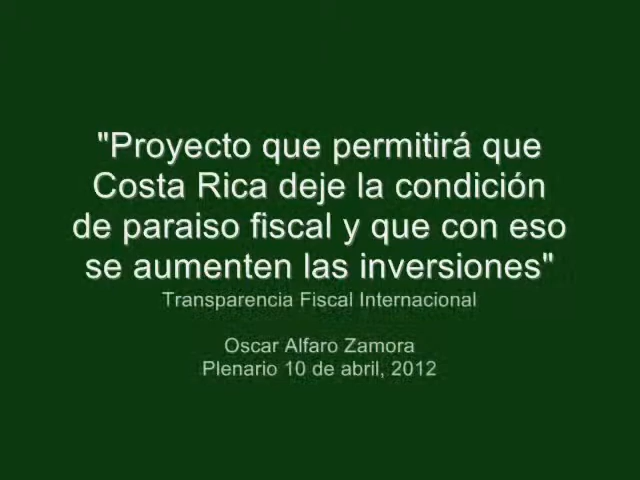 "Proyecto que permitirá que
Costa Rica deje la condición
de paraiso fiscal y que con eso
se aumenten las inversiones"
Transparencia Fiscal Internacional
Oscar Alfaro Zamora
Plenario 10 de abril, 2012